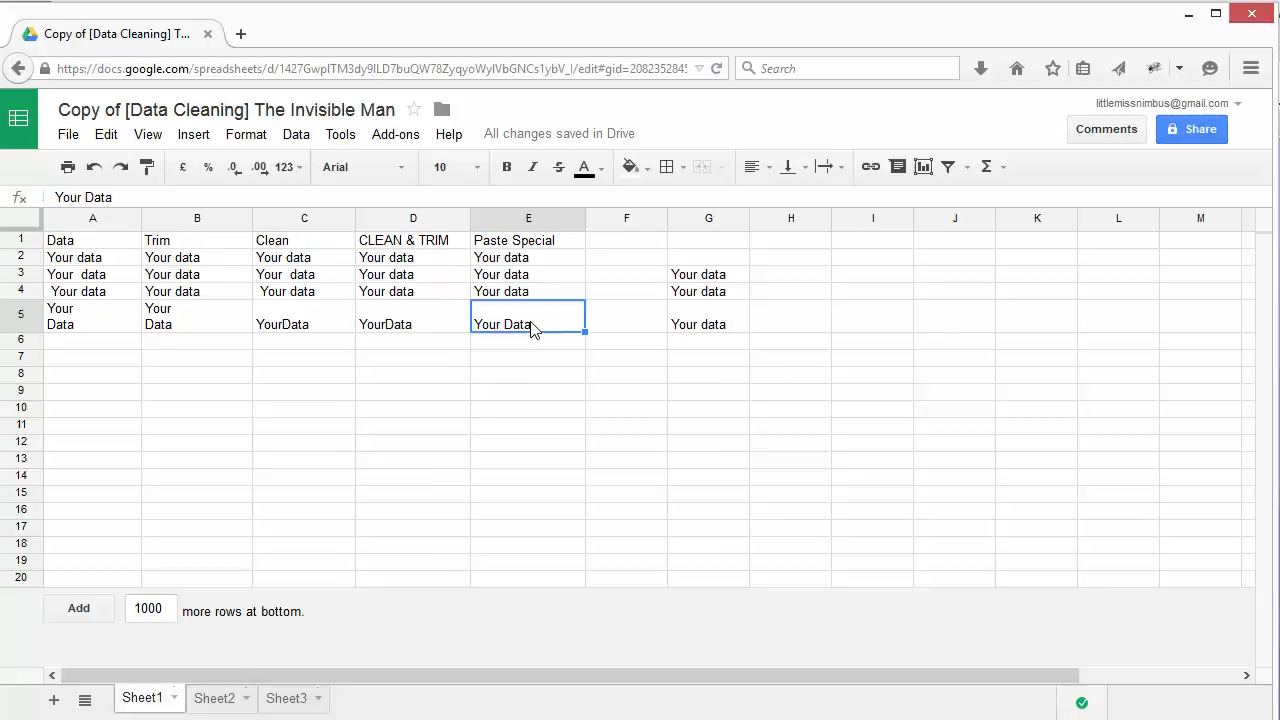 Copy of [Data Cleaning] T...
https://docs.google.com/spreadsheets/d/
Search
Copy of [Data Cleaning] The Invisible Man
littlemissnimbus@gmail.com
File Edit View Insert Format Data Tools Add-ons Help All changes saved in Drive
Comments Share
£ % .0 .00 123 Arial 10 B I S A Σ
fx Your Data
A B C D E F G H I J K L M
1 Data Trim Clean CLEAN & TRIM Paste Special
2 Your data Your data Your data Your data Your data
3 Your  data Your data Your  data Your data Your data Your data
4 Your data Your data Your data Your data Your data Your data
Your Your
5 Data Data YourData YourData Your Data Your data
6
7
8
9
10
11
12
13
14
15
16
17
18
19
20
Add 1000 more rows at bottom.
Sheet1 Sheet2 Sheet3